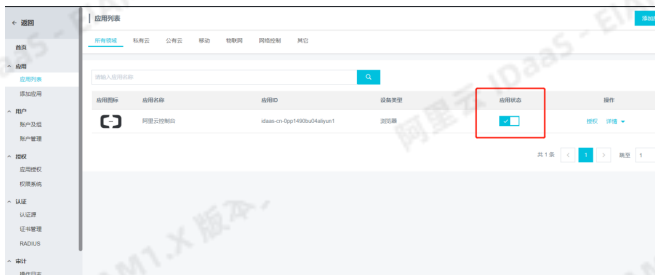 ← 返回
首页
应用
应用列表
添加应用
用户
账户及组
账户管理
授权
应用授权
权限系统
认证
认证源
证书管理
RADIUS
审计
应用列表
添加应
所有领域 私有云 公有云 移动 物联网 网络控制 其它
请输入应用名称
应用图标 应用名称 应用ID 设备类型 应用状态 操作
阿里云控制台 浏览器 授权 详情
共 1 条 1 跳至 1
阿里云 IDaaS - EIAM1.X 版本